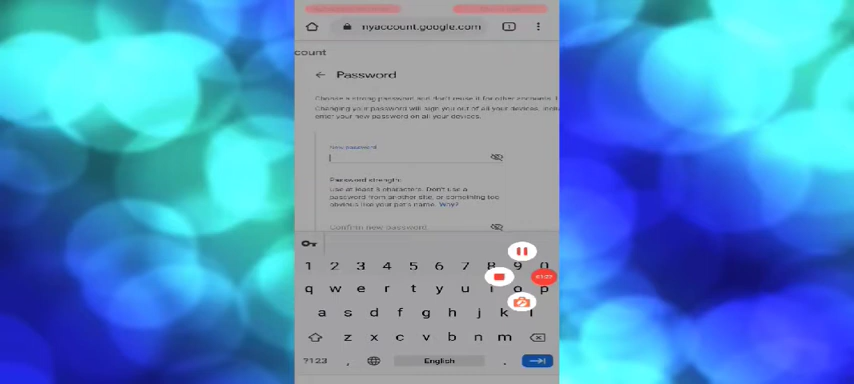 myaccount.google.com
count
Password
Choose a strong password and don't reuse it for other accounts.
Changing your password will sign you out of all your devices.
enter your new password on all your devices.
New password
Password strength:
Use at least 8 characters. Don't use a
password from another site, or something too
obvious like your pet's name. Why?
Confirm new password
1 2 3 4 5 6 7 8 9 0
q w e r t y u i o p
a s d f g h j k l
z x c v b n m
?123 , English .